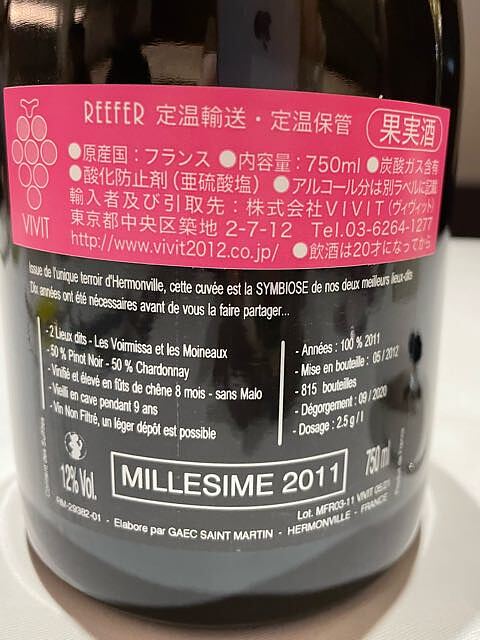 REEFER 定温輸送・定温保管 果実酒
●原産国：フランス ●内容量：750ml ●炭酸ガス含有
●酸化防止剤（亜硫酸塩） ●アルコール分は別ラベルに記載
輸入者及び引取先：株式会社VIVIT（ヴィヴィット）
東京都中央区築地 2-7-12 Tel.03-6264-1277
http://www.vivit2012.co.jp/ ●飲酒は20才になってから
VIVIT
Issue de l'unique terroir d'Hermonville, cette cuvée est la SYMBIOSE de nos deux meilleurs lieux-dits
Dix années ont été nécessaires avant de vous la faire partager...
- 2 Lieux dits - Les Voirmissa et les Moineaux
- 50 % Pinot Noir - 50 % Chardonnay
- Vinifié et élevé en fûts de chêne 8 mois - sans Malo
- Vieilli en cave pendant 9 ans
- Vin Non Filtré, un léger dépôt est possible
- Années : 100 % 2011
- Mise en bouteille : 05 / 2012
- 815 bouteilles
- Dégorgement : 09 / 2020
- Dosage : 2.5 g / l
Contient des Sulfites
12% Vol.
MILLESIME 2011
750 ml
RM-29382-01 - Elabore par GAEC SAINT MARTIN - HERMONVILLE - FRANCE
Lot. MFR03-11 VIVIT